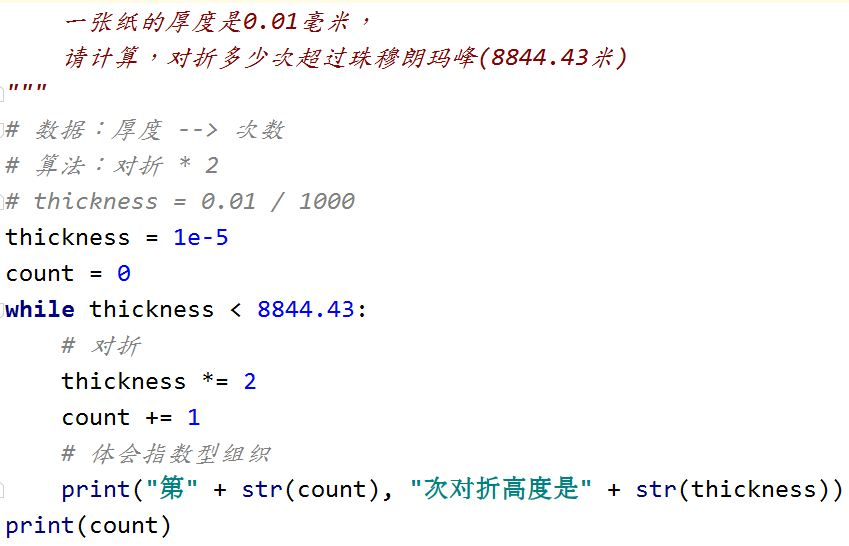 一张纸的厚度是0.01毫米，
请计算，对折多少次超过珠穆朗玛峰(8844.43米)
"""
# 数据：厚度 --> 次数
# 算法：对折 * 2
# thickness = 0.01 / 1000
thickness = 1e-5
count = 0
while thickness < 8844.43:
# 对折
thickness *= 2
count += 1
# 体会指数型组织
print("第" + str(count), "次对折高度是" + str(thickness))
print(count)